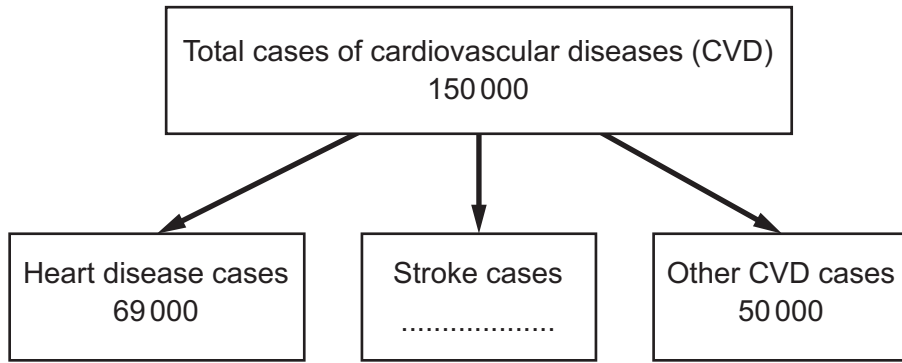 Total cases of cardiovascular diseases (CVD)
150 000
Heart disease cases
69 000
Stroke cases
...................
Other CVD cases
50 000